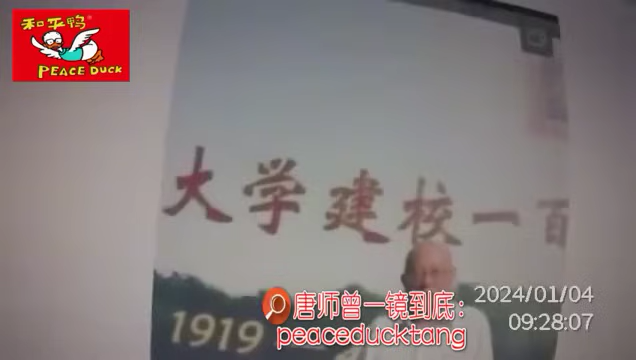 和平鸭
PEACE DUCK
大学建校一百
1919
唐师曾一镜到底：
peaceducktang
2024/01/04
09:28:07